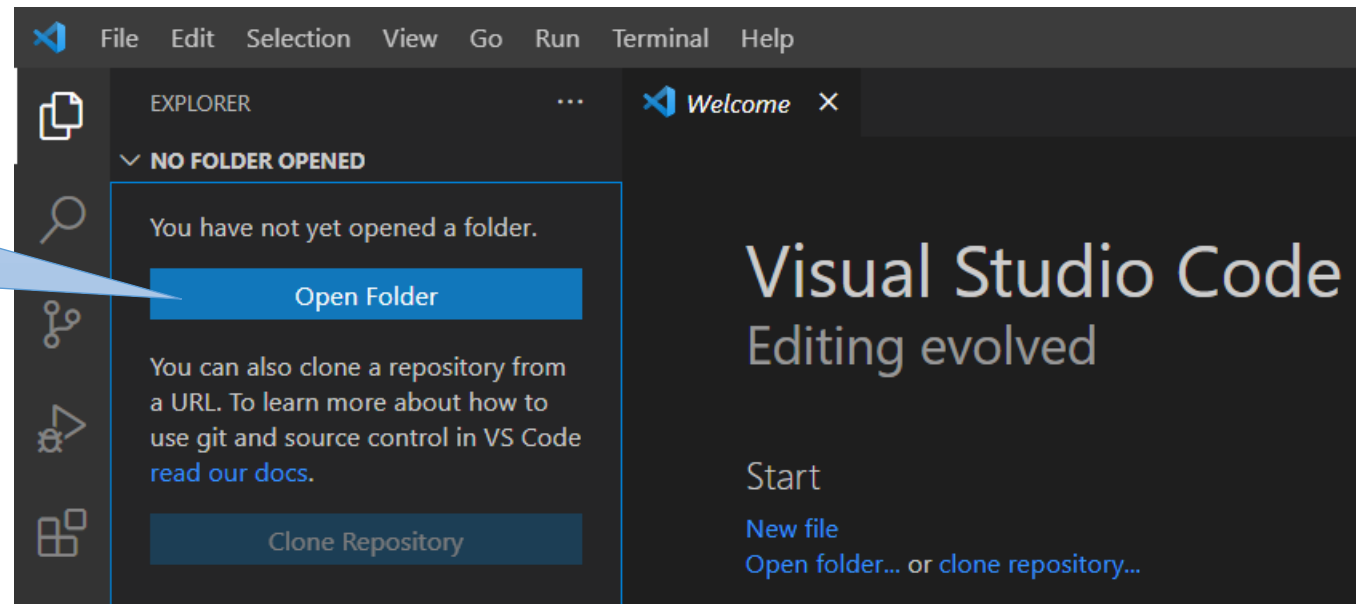 File Edit Selection View Go Run Terminal Help
EXPLORER
Welcome
NO FOLDER OPENED
You have not yet opened a folder.
Open Folder
You can also clone a repository from
a URL. To learn more about how to
use git and source control in VS Code
read our docs.
Clone Repository
Visual Studio Code
Editing evolved
Start
New file
Open folder... or clone repository...